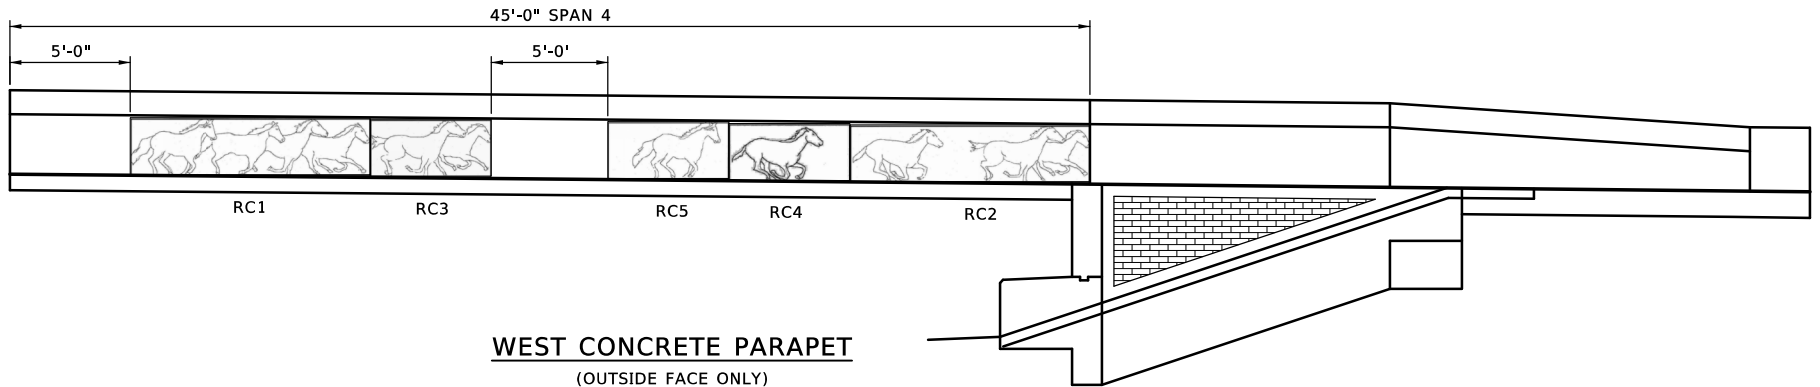 45'-0" SPAN 4
5'-0"
5'-0'
RC1
RC3
RC5
RC4
RC2
WEST CONCRETE PARAPET
(OUTSIDE FACE ONLY)